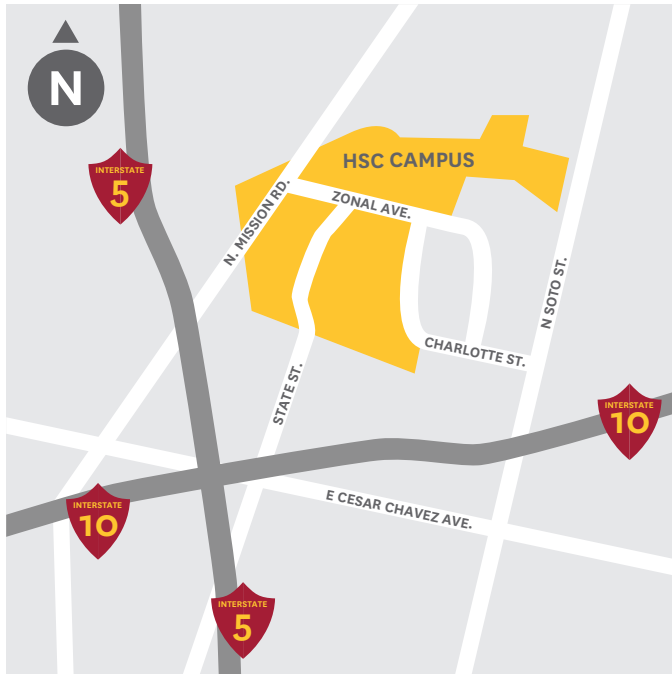 N
HSC CAMPUS
INTERSTATE
5
ZONAL AVE.
N. MISSION RD.
N SOTO ST.
CHARLOTTE ST.
STATE ST.
INTERSTATE
10
INTERSTATE
10
E CESAR CHAVEZ AVE.
INTERSTATE
5